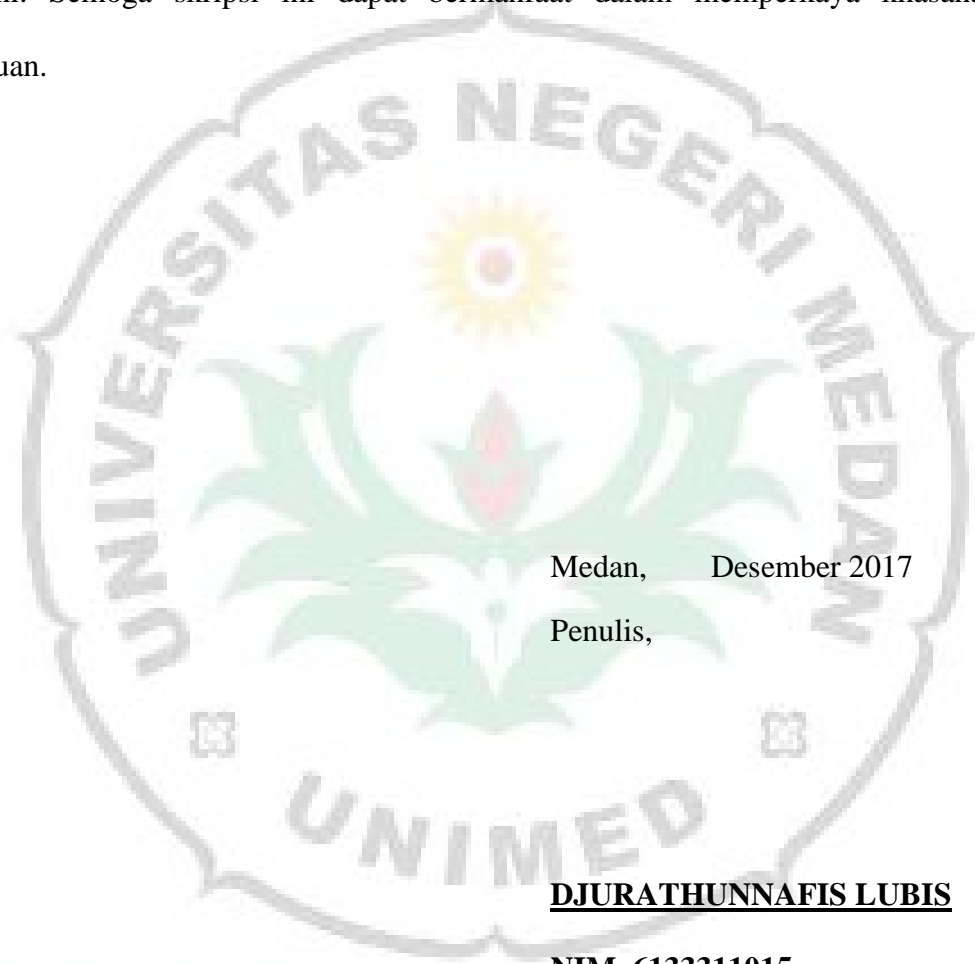 Semoga skripsi ini dapat bermanfaat dalam memperkaya
uan.
UNIVERSITAS NEGERI MEDAN
Medan, Desember 2017
Penulis,
UNIMED
DJURATHUNNAFIS LUBIS
NIM. 6133311015